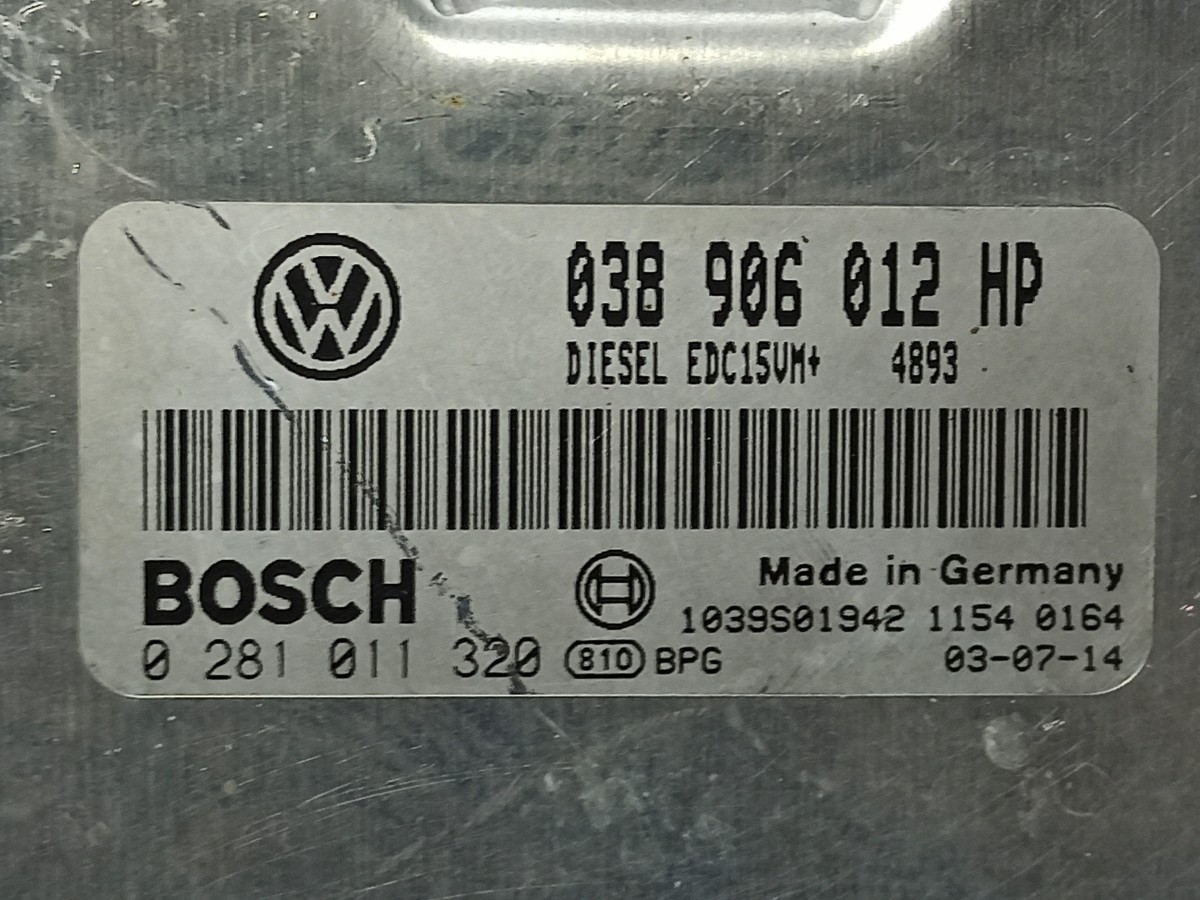 038 906 012 HP
DIESEL EDC15VM+ 4893
BOSCH
Made in Germany
1039S01942 1154 0164
0 281 011 320 810 BPG 03-07-14